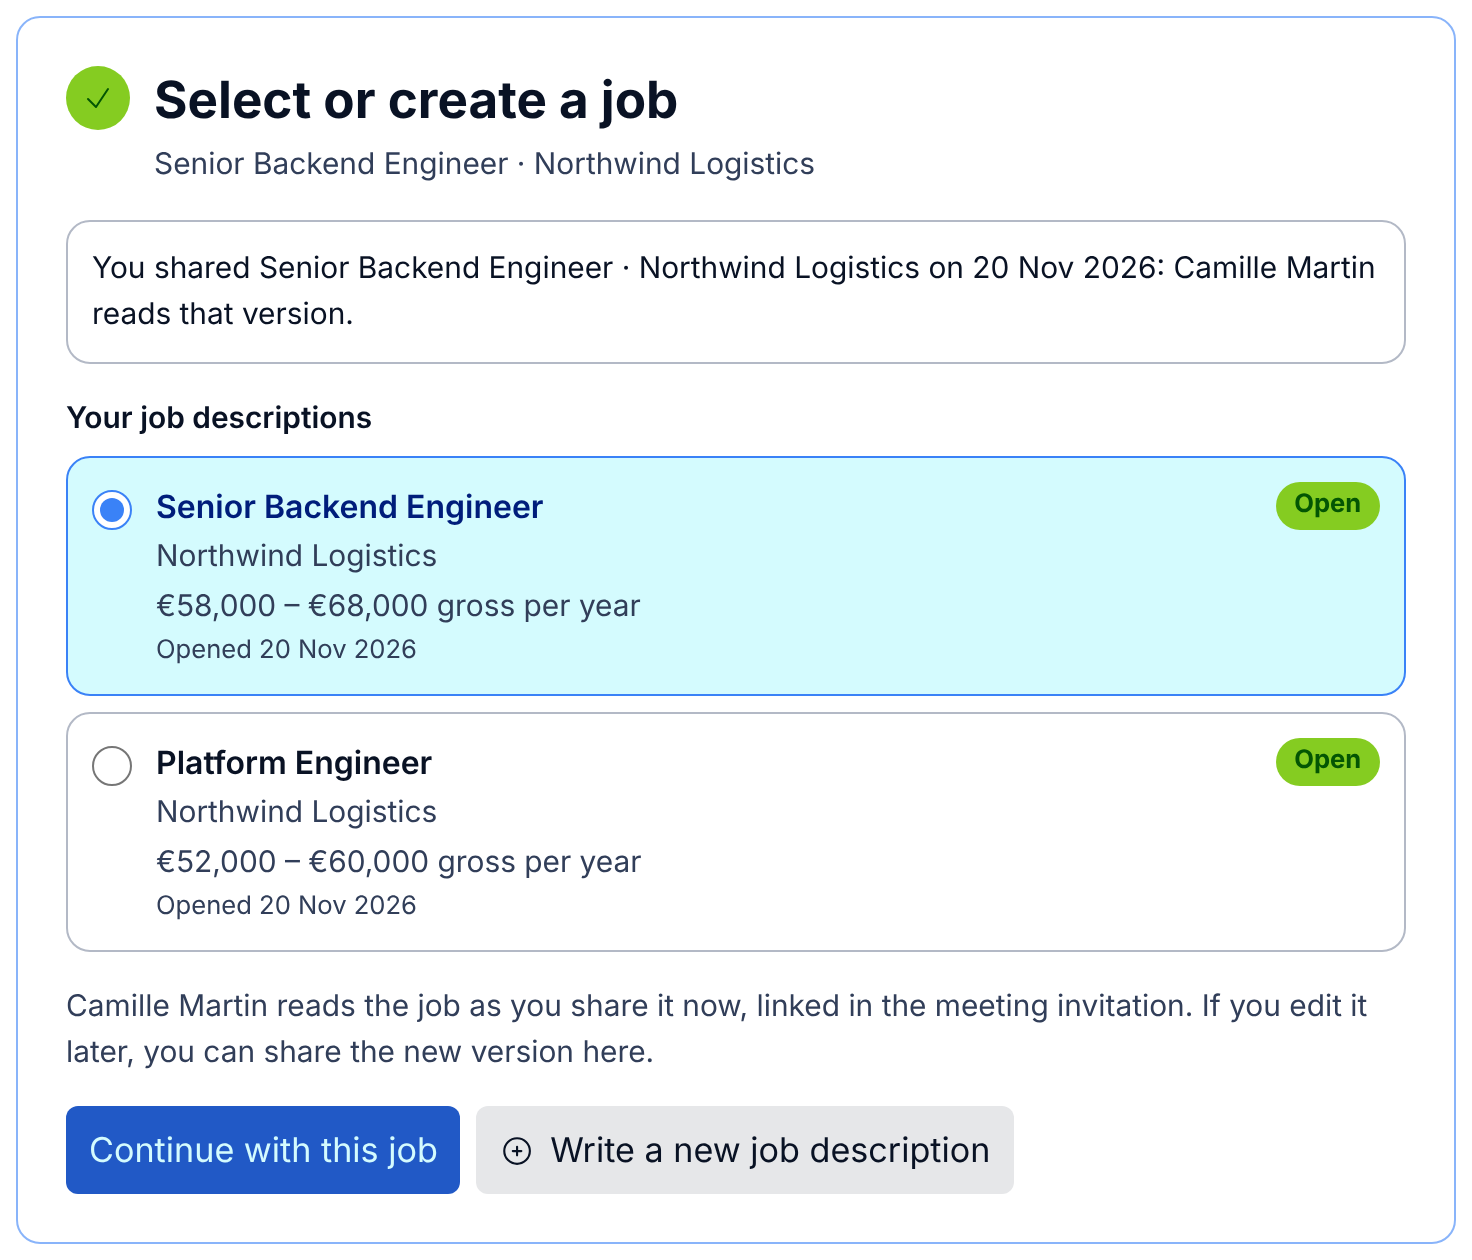 Select or create a job
Senior Backend Engineer · Northwind Logistics
You shared Senior Backend Engineer · Northwind Logistics on 20 Nov 2026: Camille Martin
reads that version.
Your job descriptions
Senior Backend Engineer
Open
Northwind Logistics
€58,000 – €68,000 gross per year
Opened 20 Nov 2026
Platform Engineer
Open
Northwind Logistics
€52,000 – €60,000 gross per year
Opened 20 Nov 2026
Camille Martin reads the job as you share it now, linked in the meeting invitation. If you edit it
later, you can share the new version here.
Continue with this job
Write a new job description